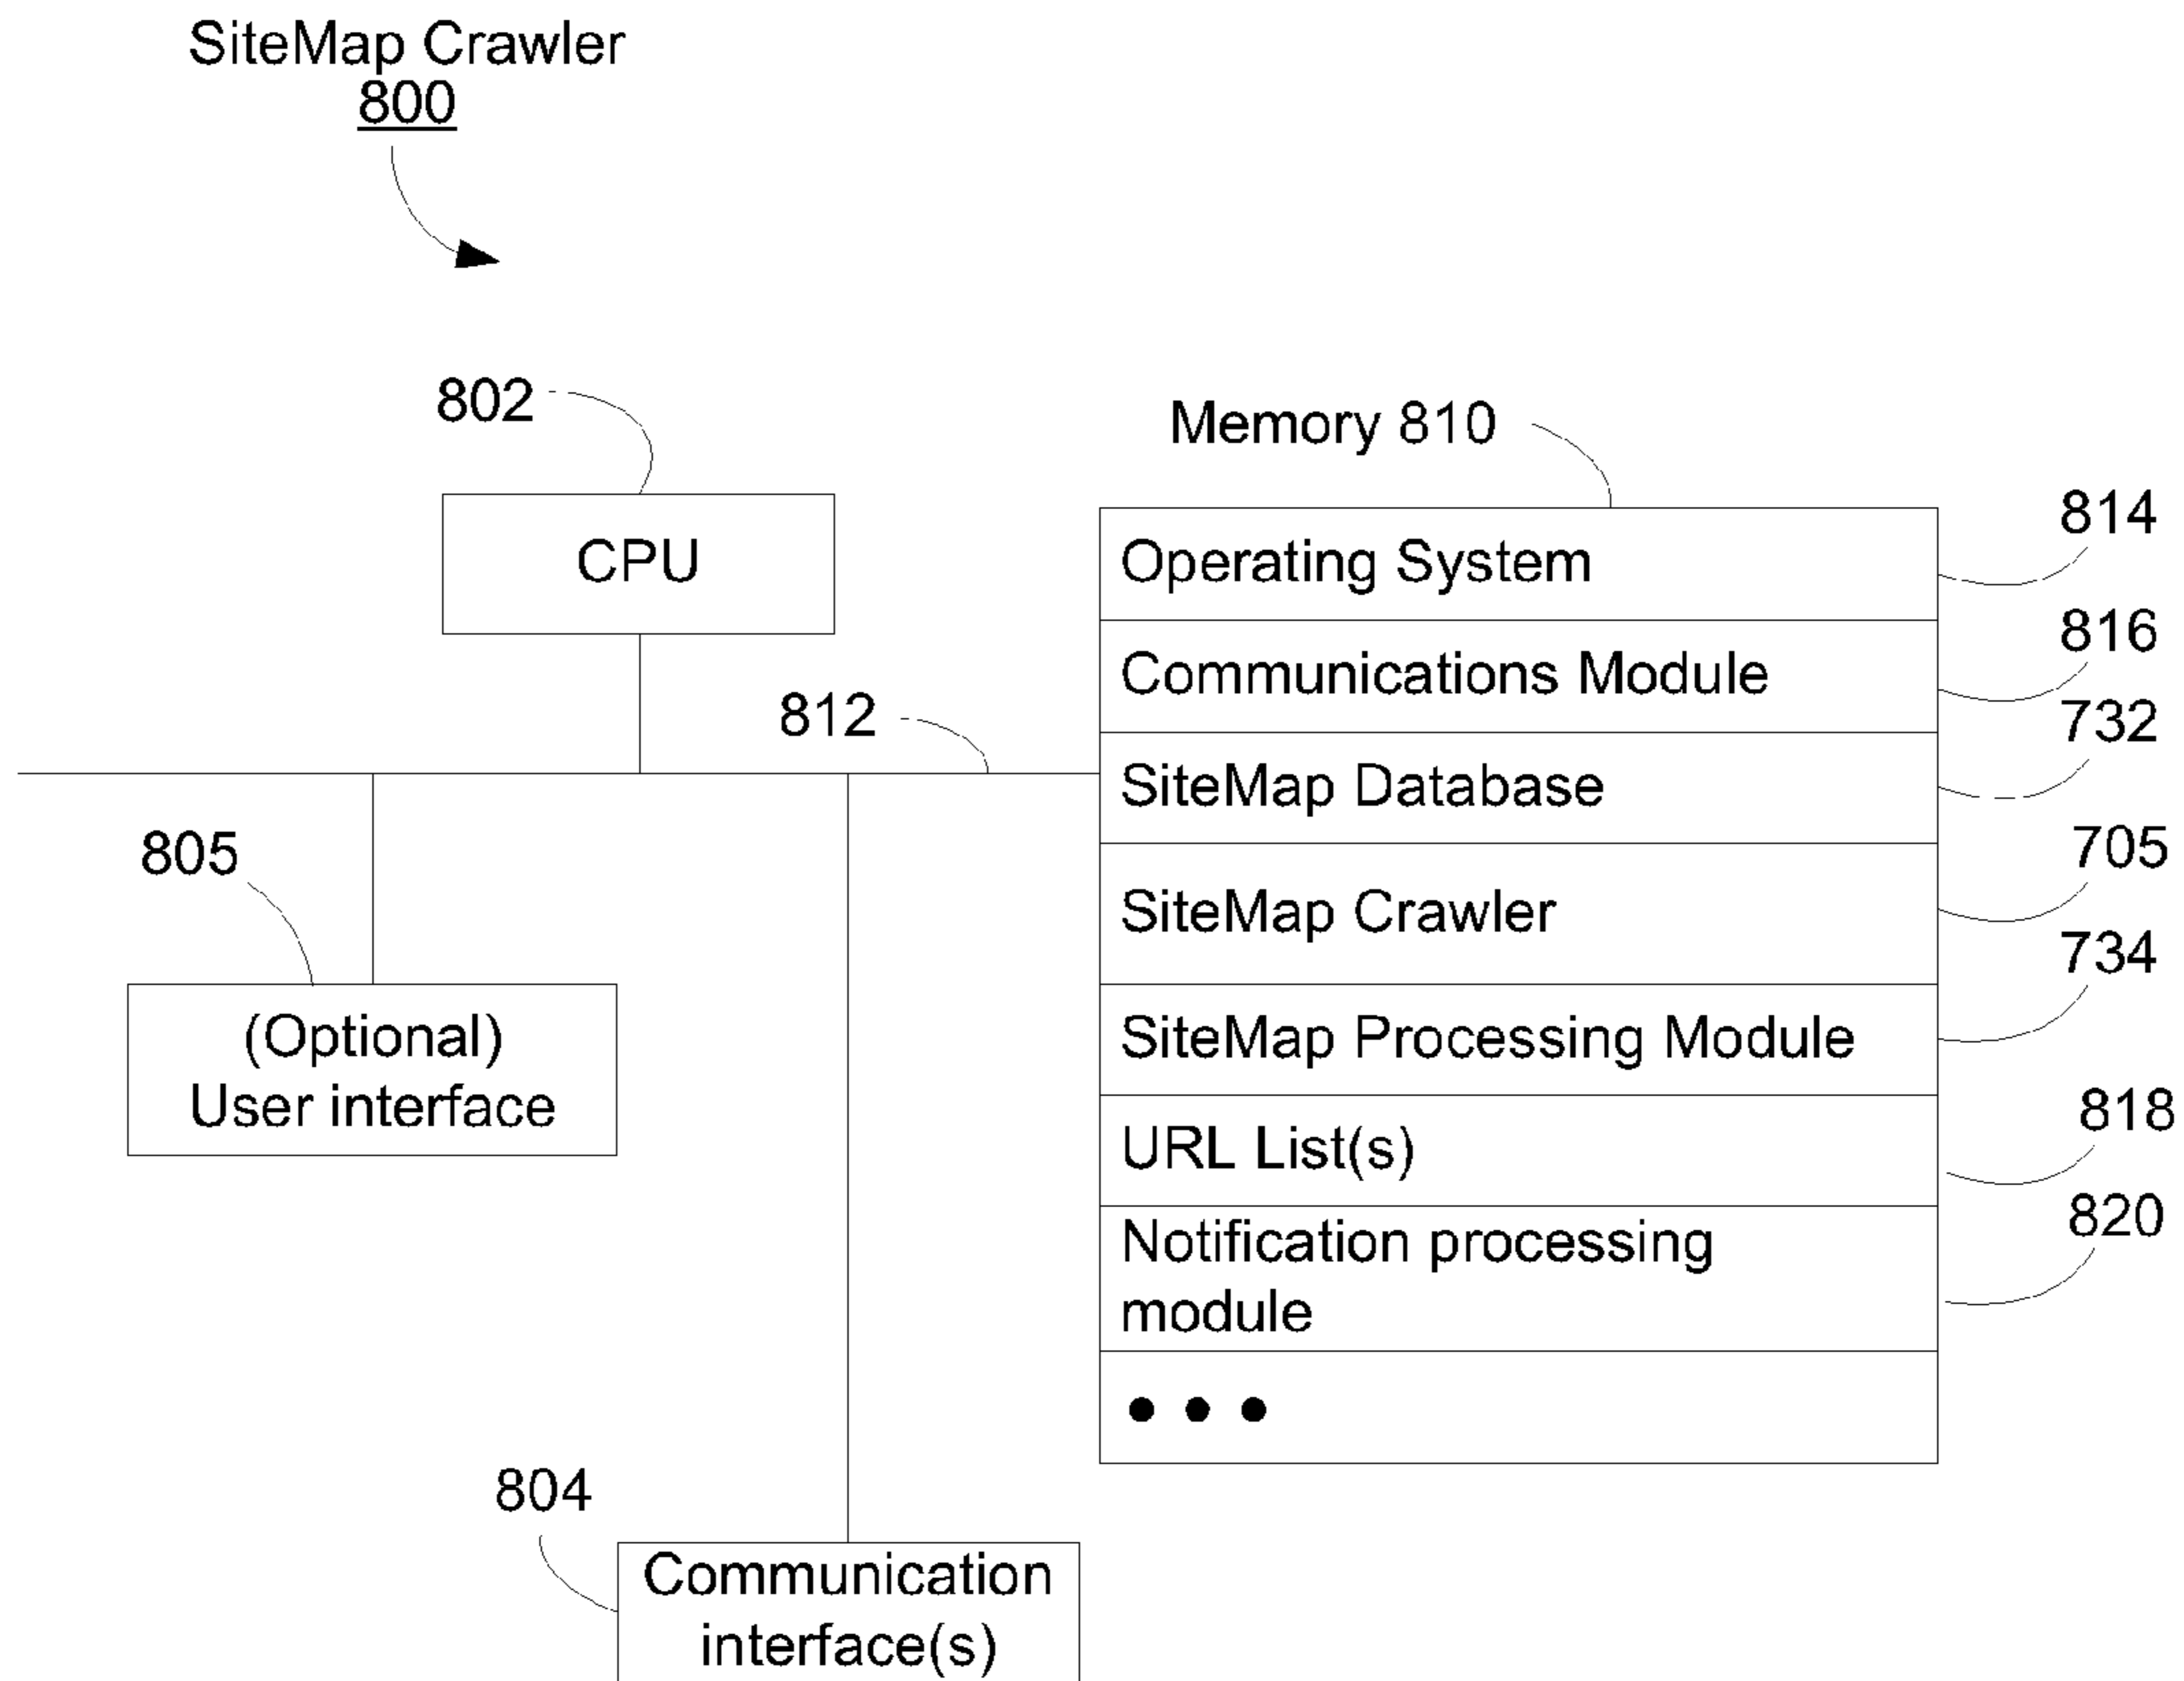 SiteMap Crawler
800
802
CPU
812
805
(Optional)
User interface
804
Communication
interface(s)
Memory 810
Operating System
814
Communications Module
816
SiteMap Database
732
SiteMap Crawler
705
SiteMap Processing Module
734
URL List(s)
818
Notification processing
module
820